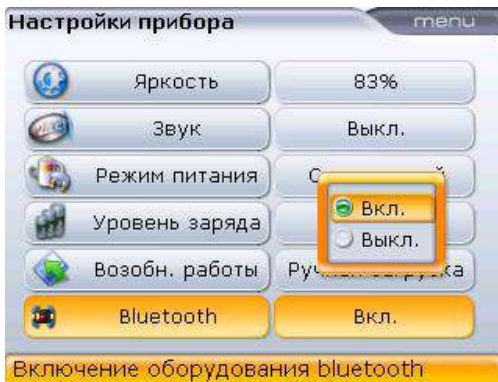 Настройки прибора
menu
Яркость 83%
Звук Выкл.
Режим питания
Вкл.
Уровень заряда
Выкл.
Возобн. работы
Bluetooth Вкл.
Включение оборудования bluetooth